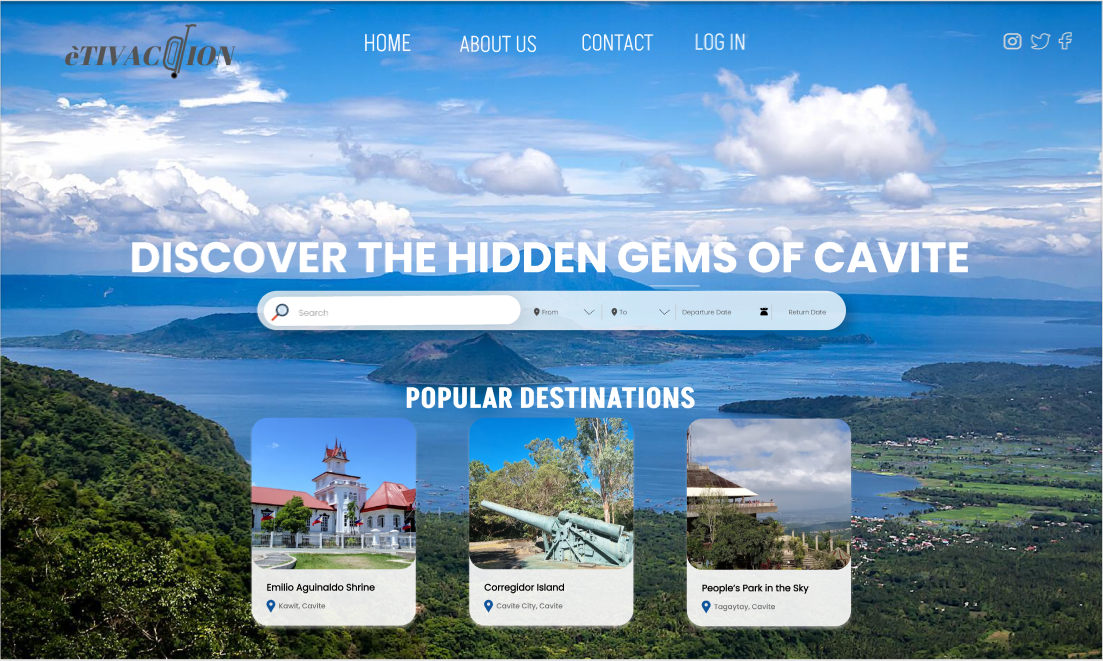 èTIVACATION
HOME ABOUT US CONTACT LOG IN
DISCOVER THE HIDDEN GEMS OF CAVITE
Search From To Departure Date Return Date
POPULAR DESTINATIONS
Emilio Aguinaldo Shrine
Kawit, Cavite
Corregidor Island
Cavite City, Cavite
People's Park in the Sky
Tagaytay, Cavite